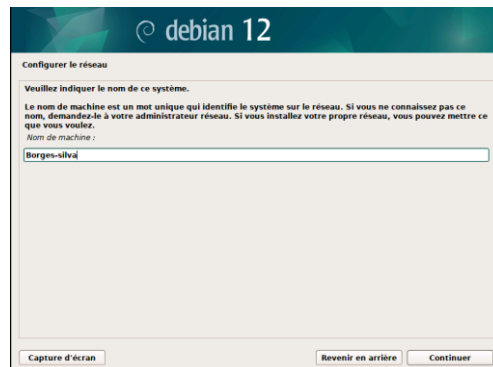 debian 12
Configurer le réseau
Veuillez indiquer le nom de ce système.
Le nom de machine est un mot unique qui identifie le système sur le réseau. Si vous ne connaissez pas ce
nom, demandez-le à votre administrateur réseau. Si vous installez votre propre réseau, vous pouvez mettre ce
que vous voulez.
Nom de machine :
Borges-silva
Capture d'écran
Revenir en arrière
Continuer